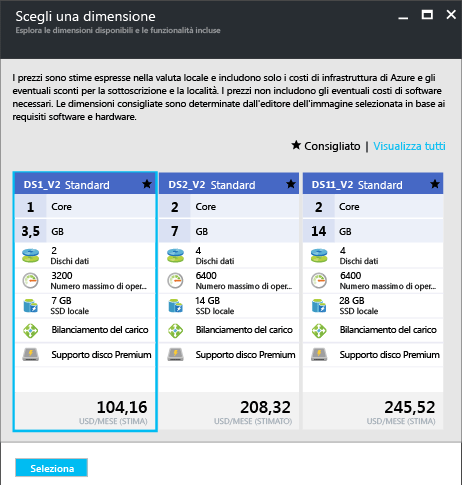 Scegli una dimensione
Esplora le dimensioni disponibili e le funzionalità incluse
I prezzi sono stime espresse nella valuta locale e includono solo i costi di infrastruttura di Azure e gli
eventuali sconti per la sottoscrizione e la località. I prezzi non includono gli eventuali costi di software
necessari. Le dimensioni consigliate sono determinate dall'editore dell'immagine selezionata in base ai
requisiti software e hardware.
★ Consigliato | Visualizza tutti
DS1_V2 Standard ★
1 Core
3,5 GB
2
Dischi dati
3200
Numero massimo di oper...
7 GB
SSD locale
Bilanciamento del carico
Supporto disco Premium
104,16
USD/MESE (STIMA)
DS2_V2 Standard ★
2 Core
7 GB
4
Dischi dati
6400
Numero massimo di oper...
14 GB
SSD locale
Bilanciamento del carico
Supporto disco Premium
208,32
USD/MESE (STIMATO)
DS11_V2 Standard ★
2 Core
14 GB
4
Dischi dati
6400
Numero massimo di oper...
28 GB
SSD locale
Bilanciamento del carico
Supporto disco Premium
245,52
USD/MESE (STIMA)
Seleziona